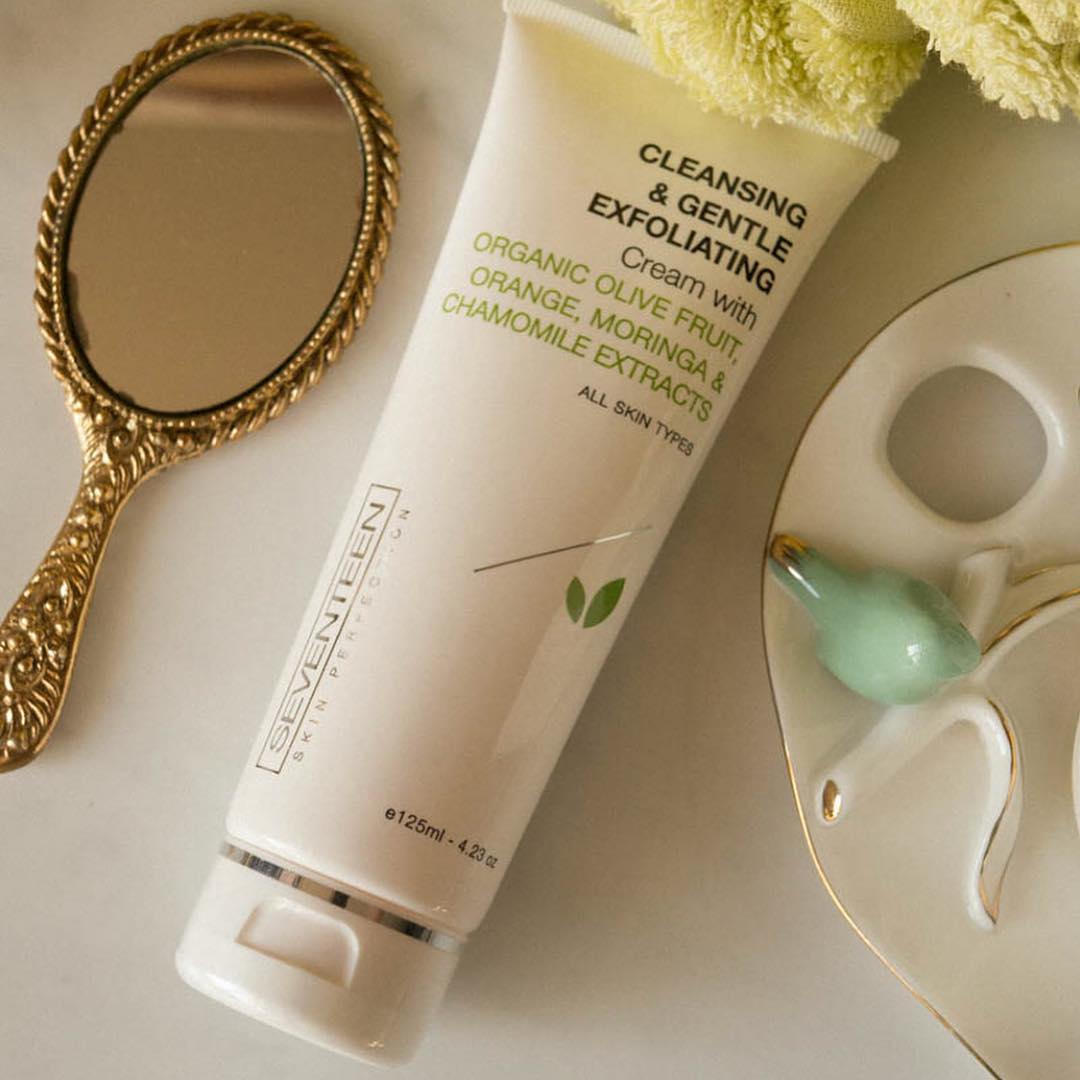 CLEANSING
& GENTLE
EXFOLIATING
Cream with
ORGANIC OLIVE FRUIT,
ORANGE, MORINGA &
CHAMOMILE EXTRACTS
ALL SKIN TYPES
SEVENTEEN
SKIN PERFECTION
e125ml - 4.23 oz